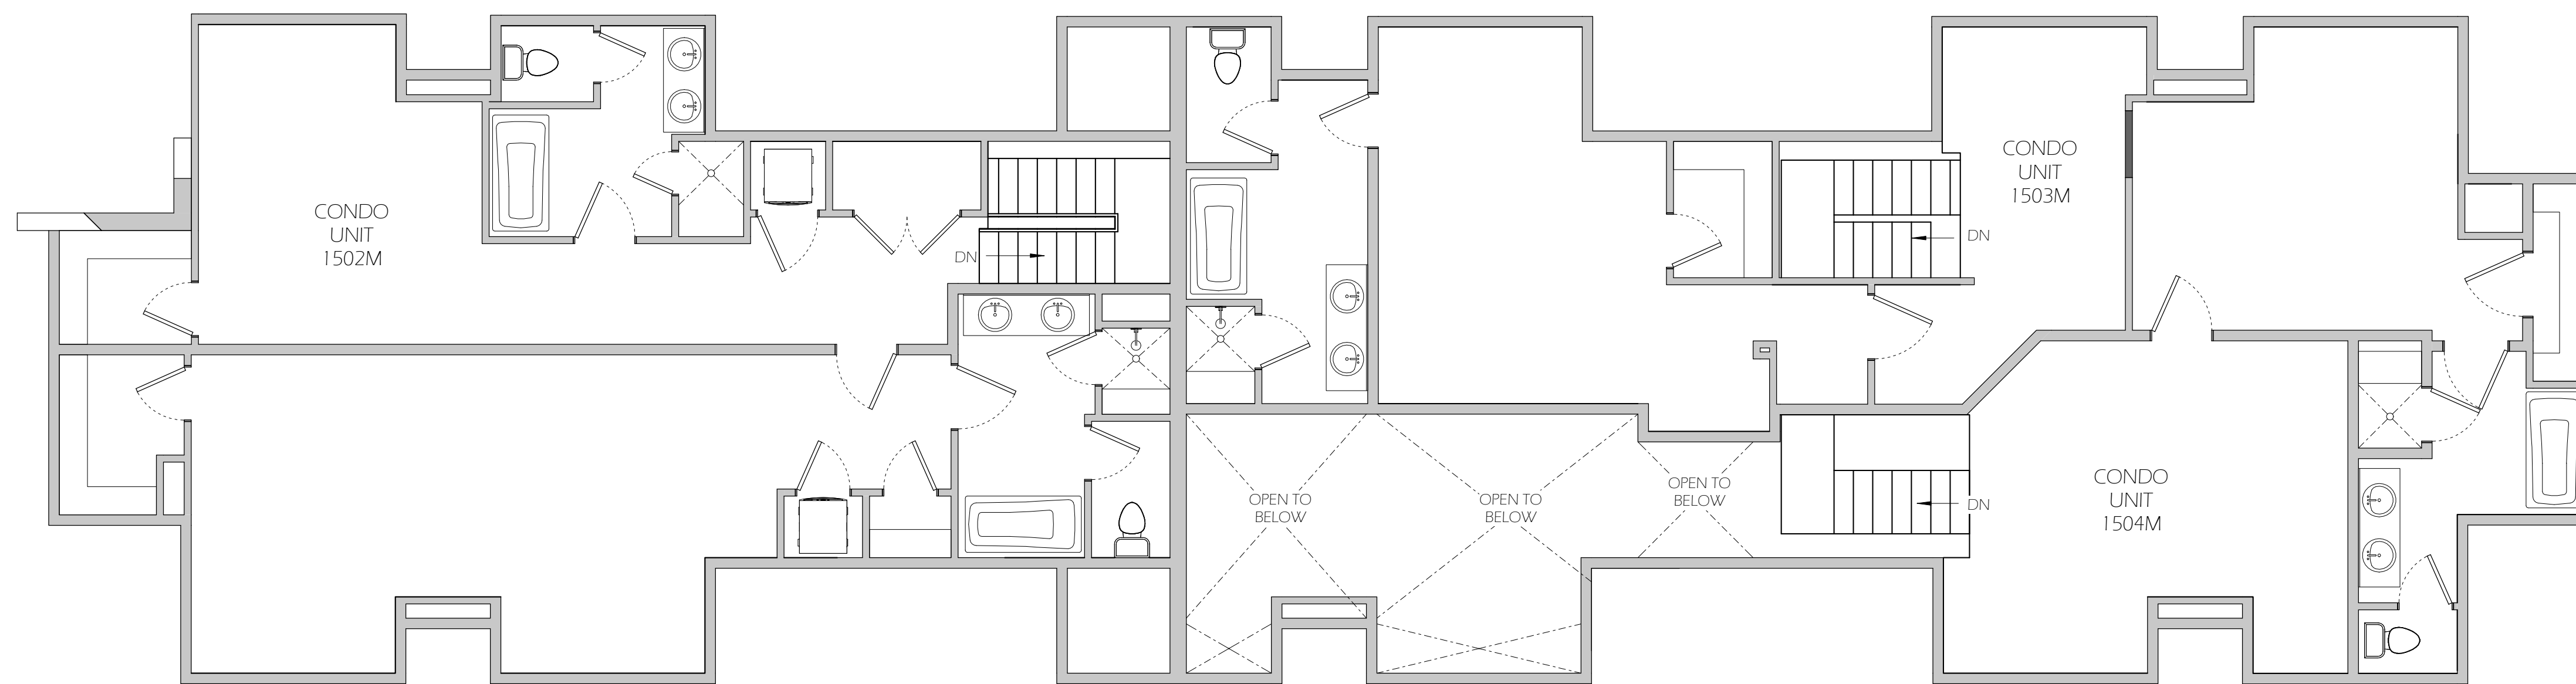 CONDO
UNIT
1502M
DN
CONDO
UNIT
1503M
DN
OPEN TO
BELOW
OPEN TO
BELOW
OPEN TO
BELOW
DN
CONDO
UNIT
1504M